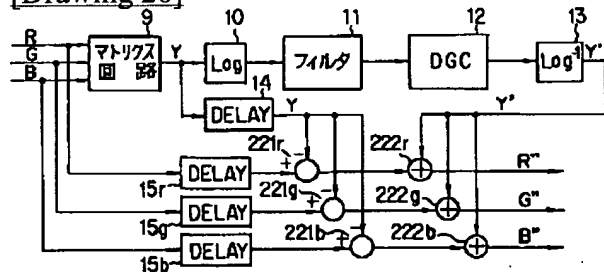 [Drawing 20]
9 10 11 12 13
R G B マトリクス回路 Y Log フィルタ DGC Log⁻¹ Y'
14
DELAY Y Y'
221r − + 222r +
15r DELAY R"
221g − + 222g +
15g DELAY G"
221b − + 222b +
15b DELAY B"